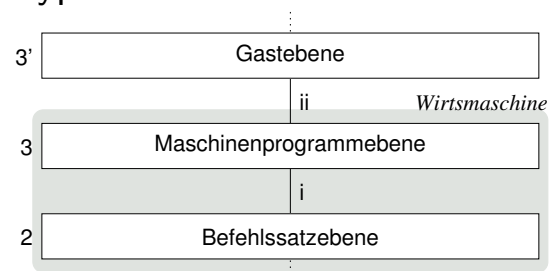 3’ Gastebene
ii Wirtsmaschine
3 Maschinenprogrammebene
i
2 Befehlssatzebene